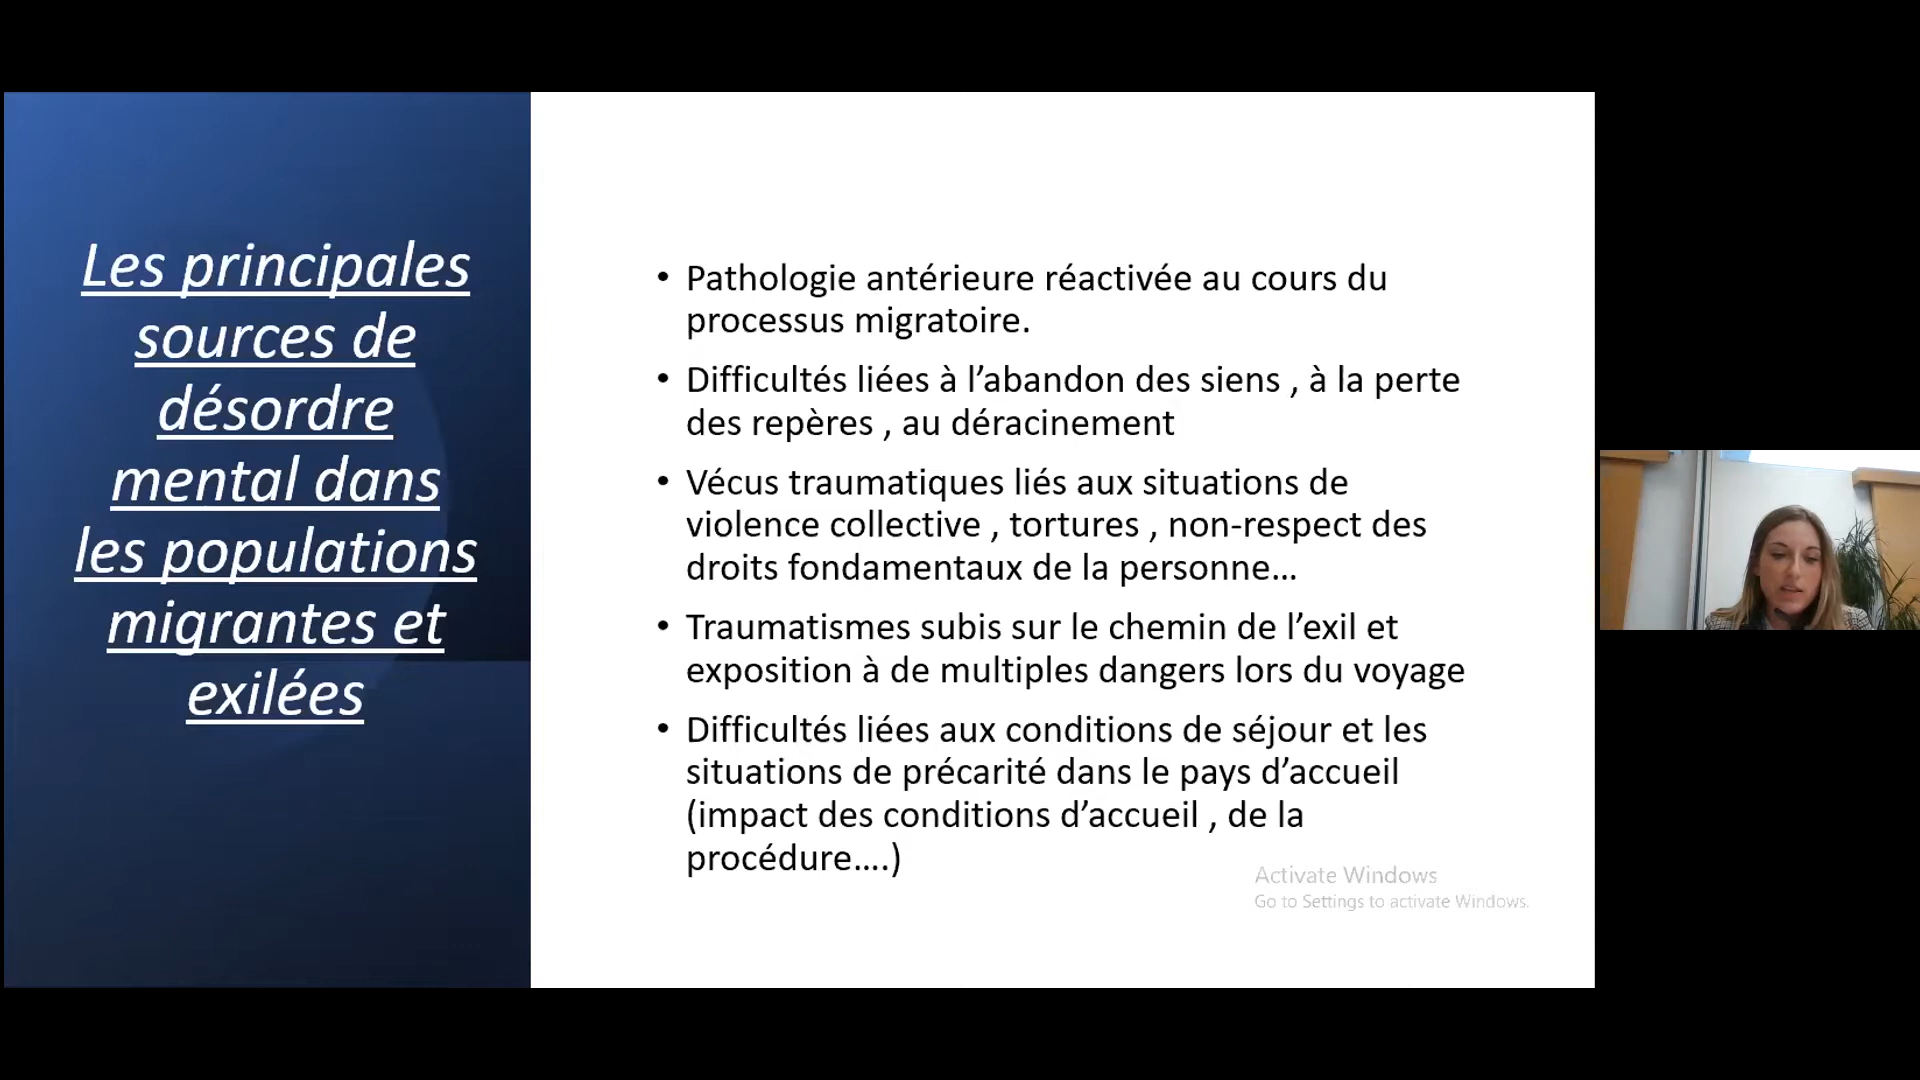 Les principales
sources de
désordre
mental dans
les populations
migrantes et
exilées
• Pathologie antérieure réactivée au cours du
processus migratoire.
• Difficultés liées à l’abandon des siens , à la perte
des repères , au déracinement
• Vécus traumatiques liés aux situations de
violence collective , tortures , non-respect des
droits fondamentaux de la personne…
• Traumatismes subis sur le chemin de l’exil et
exposition à de multiples dangers lors du voyage
• Difficultés liées aux conditions de séjour et les
situations de précarité dans le pays d’accueil
(impact des conditions d’accueil , de la
procédure….)
Activate Windows
Go to Settings to activate Windows.